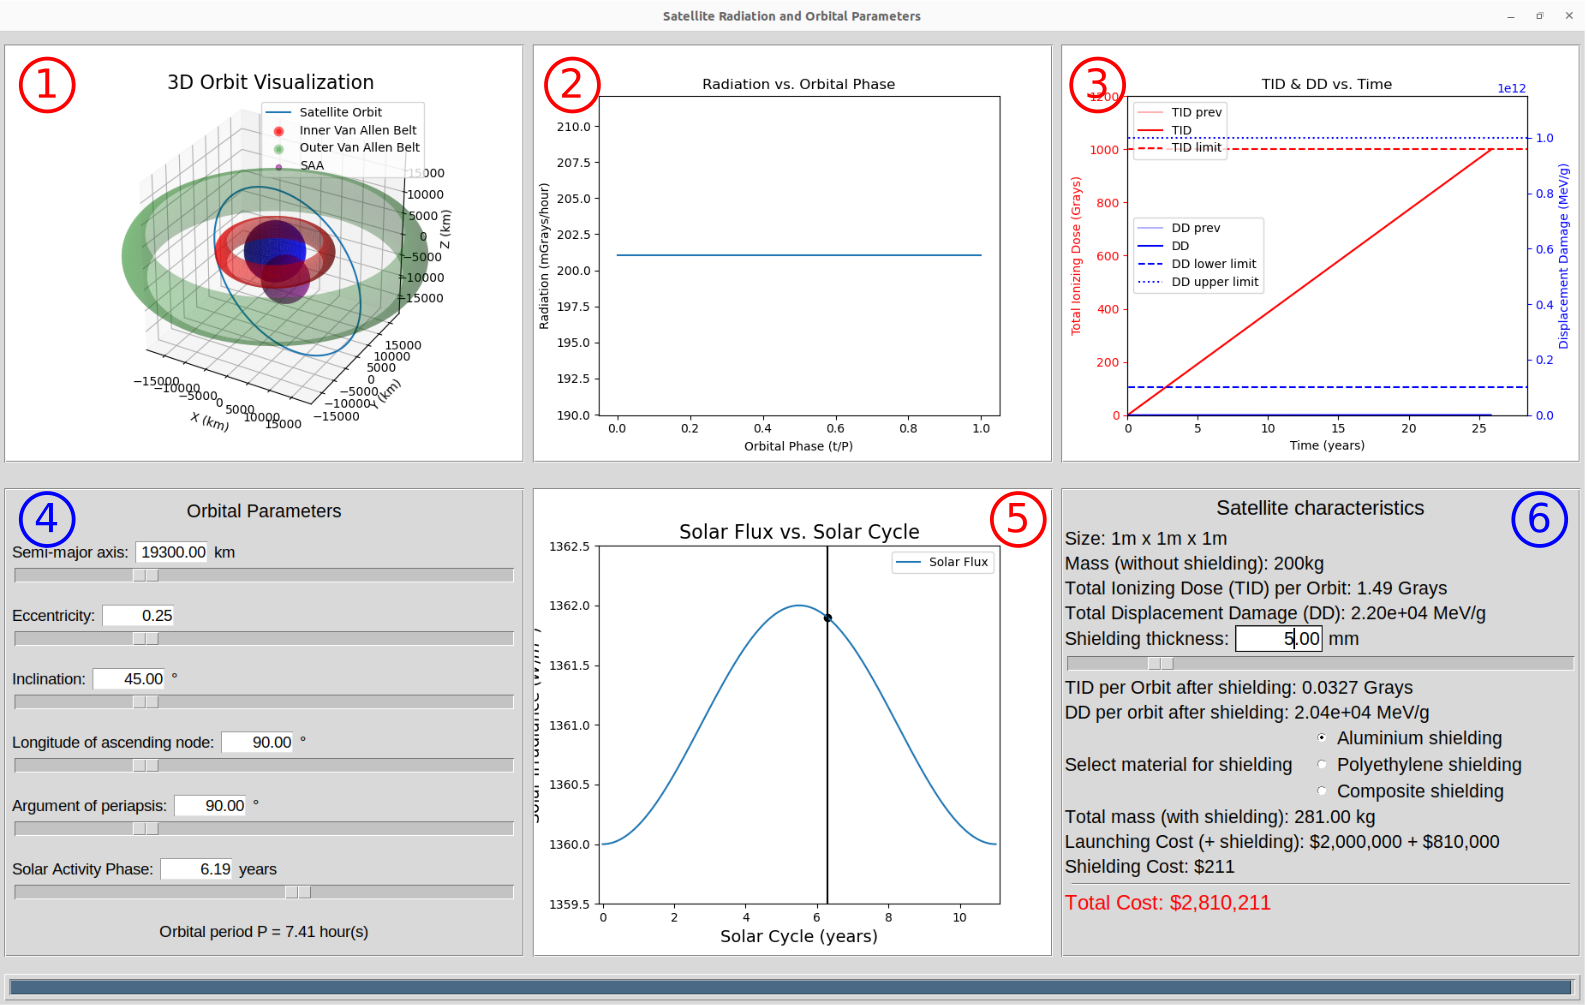 Satellite Radiation and Orbital Parameters
1
3D Orbit Visualization
Satellite Orbit
Inner Van Allen Belt
Outer Van Allen Belt
SAA
15000
10000
5000
0
−5000
−10000
−15000
Z (km)
15000
10000
5000
0
−5000
−10000
−15000
Y (km)
−15000
−10000
−5000
0
5000
10000
15000
X (km)
2
Radiation vs. Orbital Phase
210.0
207.5
205.0
202.5
200.0
197.5
195.0
192.5
190.0
Radiation (mGrays/hour)
0.0 0.2 0.4 0.6 0.8 1.0
Orbital Phase (t/P)
3
TID & DD vs. Time
1e12
TID prev
TID
TID limit
DD prev
DD
DD lower limit
DD upper limit
1200
1000
800
600
400
200
0
Total Ionizing Dose (Grays)
1.0
0.8
0.6
0.4
0.2
0.0
Displacement Damage (MeV/g)
0 5 10 15 20 25
Time (years)
4
Orbital Parameters
Semi-major axis: 19300.00 km
Eccentricity: 0.25
Inclination: 45.00 °
Longitude of ascending node: 90.00 °
Argument of periapsis: 90.00 °
Solar Activity Phase: 6.19 years
Orbital period P = 7.41 hour(s)
5
Solar Flux vs. Solar Cycle
Solar Flux
1362.5
1362.0
1361.5
1361.0
1360.5
1360.0
1359.5
0 2 4 6 8 10
Solar Cycle (years)
6
Satellite characteristics
Size: 1m x 1m x 1m
Mass (without shielding): 200kg
Total Ionizing Dose (TID) per Orbit: 1.49 Grays
Total Displacement Damage (DD): 2.20e+04 MeV/g
Shielding thickness: 5.00 mm
TID per Orbit after shielding: 0.0327 Grays
DD per orbit after shielding: 2.04e+04 MeV/g
Aluminium shielding
Select material for shielding Polyethylene shielding
Composite shielding
Total mass (with shielding): 281.00 kg
Launching Cost (+ shielding): $2,000,000 + $810,000
Shielding Cost: $211
Total Cost: $2,810,211